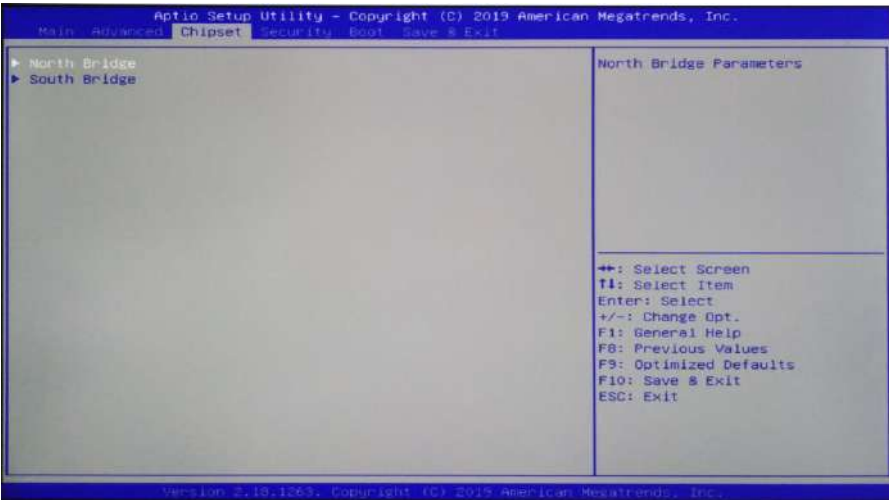 Aptio Setup Utility – Copyright (C) 2019 American Megatrends, Inc.
Main Advanced Chipset Security Boot Save & Exit
► North Bridge
► South Bridge
North Bridge Parameters
→←: Select Screen
↑↓: Select Item
Enter: Select
+/-: Change Opt.
F1: General Help
F8: Previous Values
F9: Optimized Defaults
F10: Save & Exit
ESC: Exit
Version 2.18.1263. Copyright (C) 2019 American Megatrends, Inc.